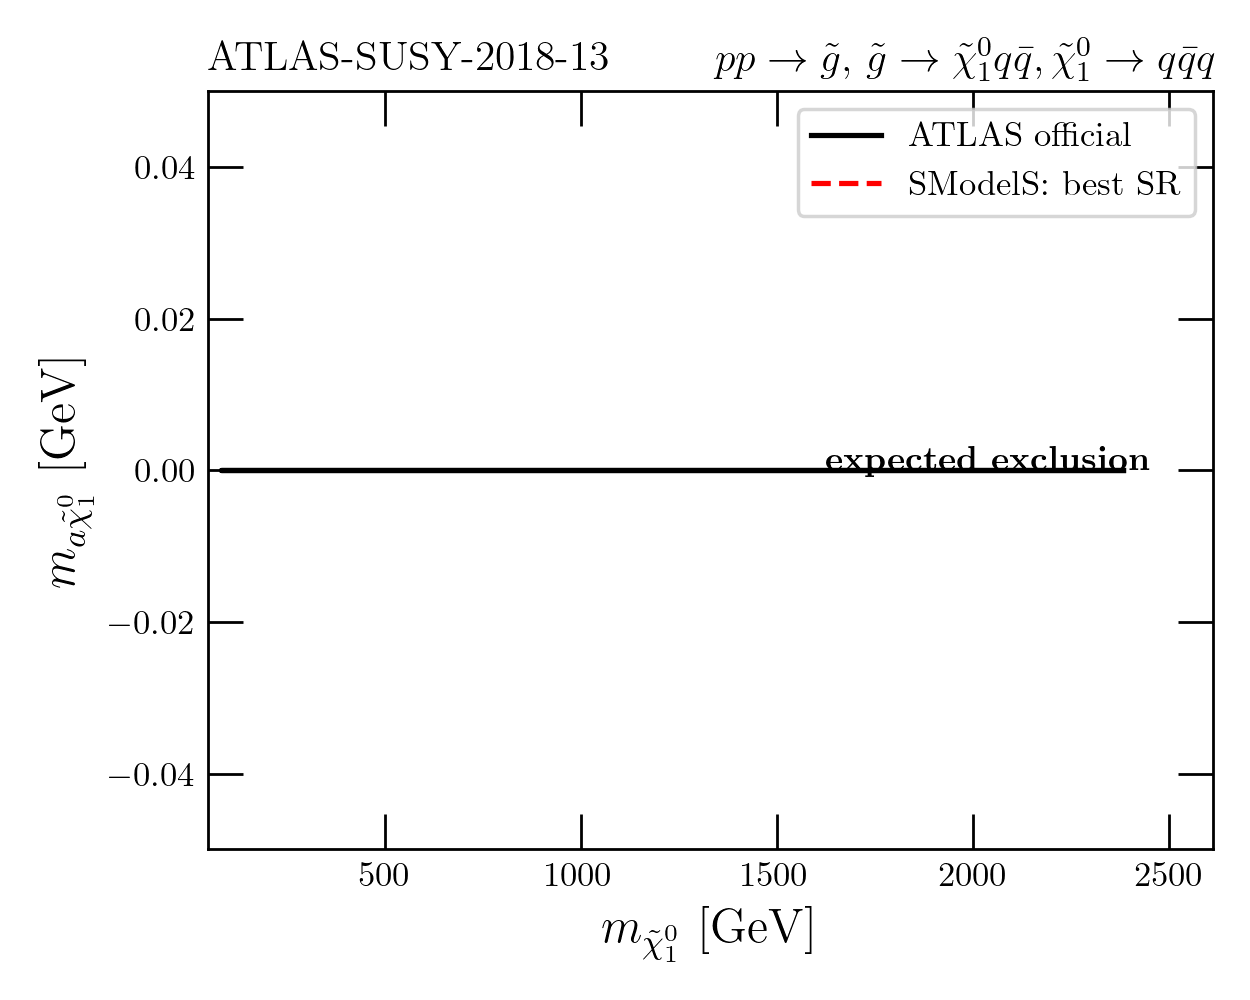 ATLAS-SUSY-2018-13
pp → g̃, g̃ → χ̃₁⁰qq̄, χ̃₁⁰ → qq̄q
ATLAS official
SModelS: best SR
0.04
0.02
0.00
−0.02
−0.04
expected exclusion
m_{aχ̃₁⁰} [GeV]
500 1000 1500 2000 2500
m_{χ̃₁⁰} [GeV]